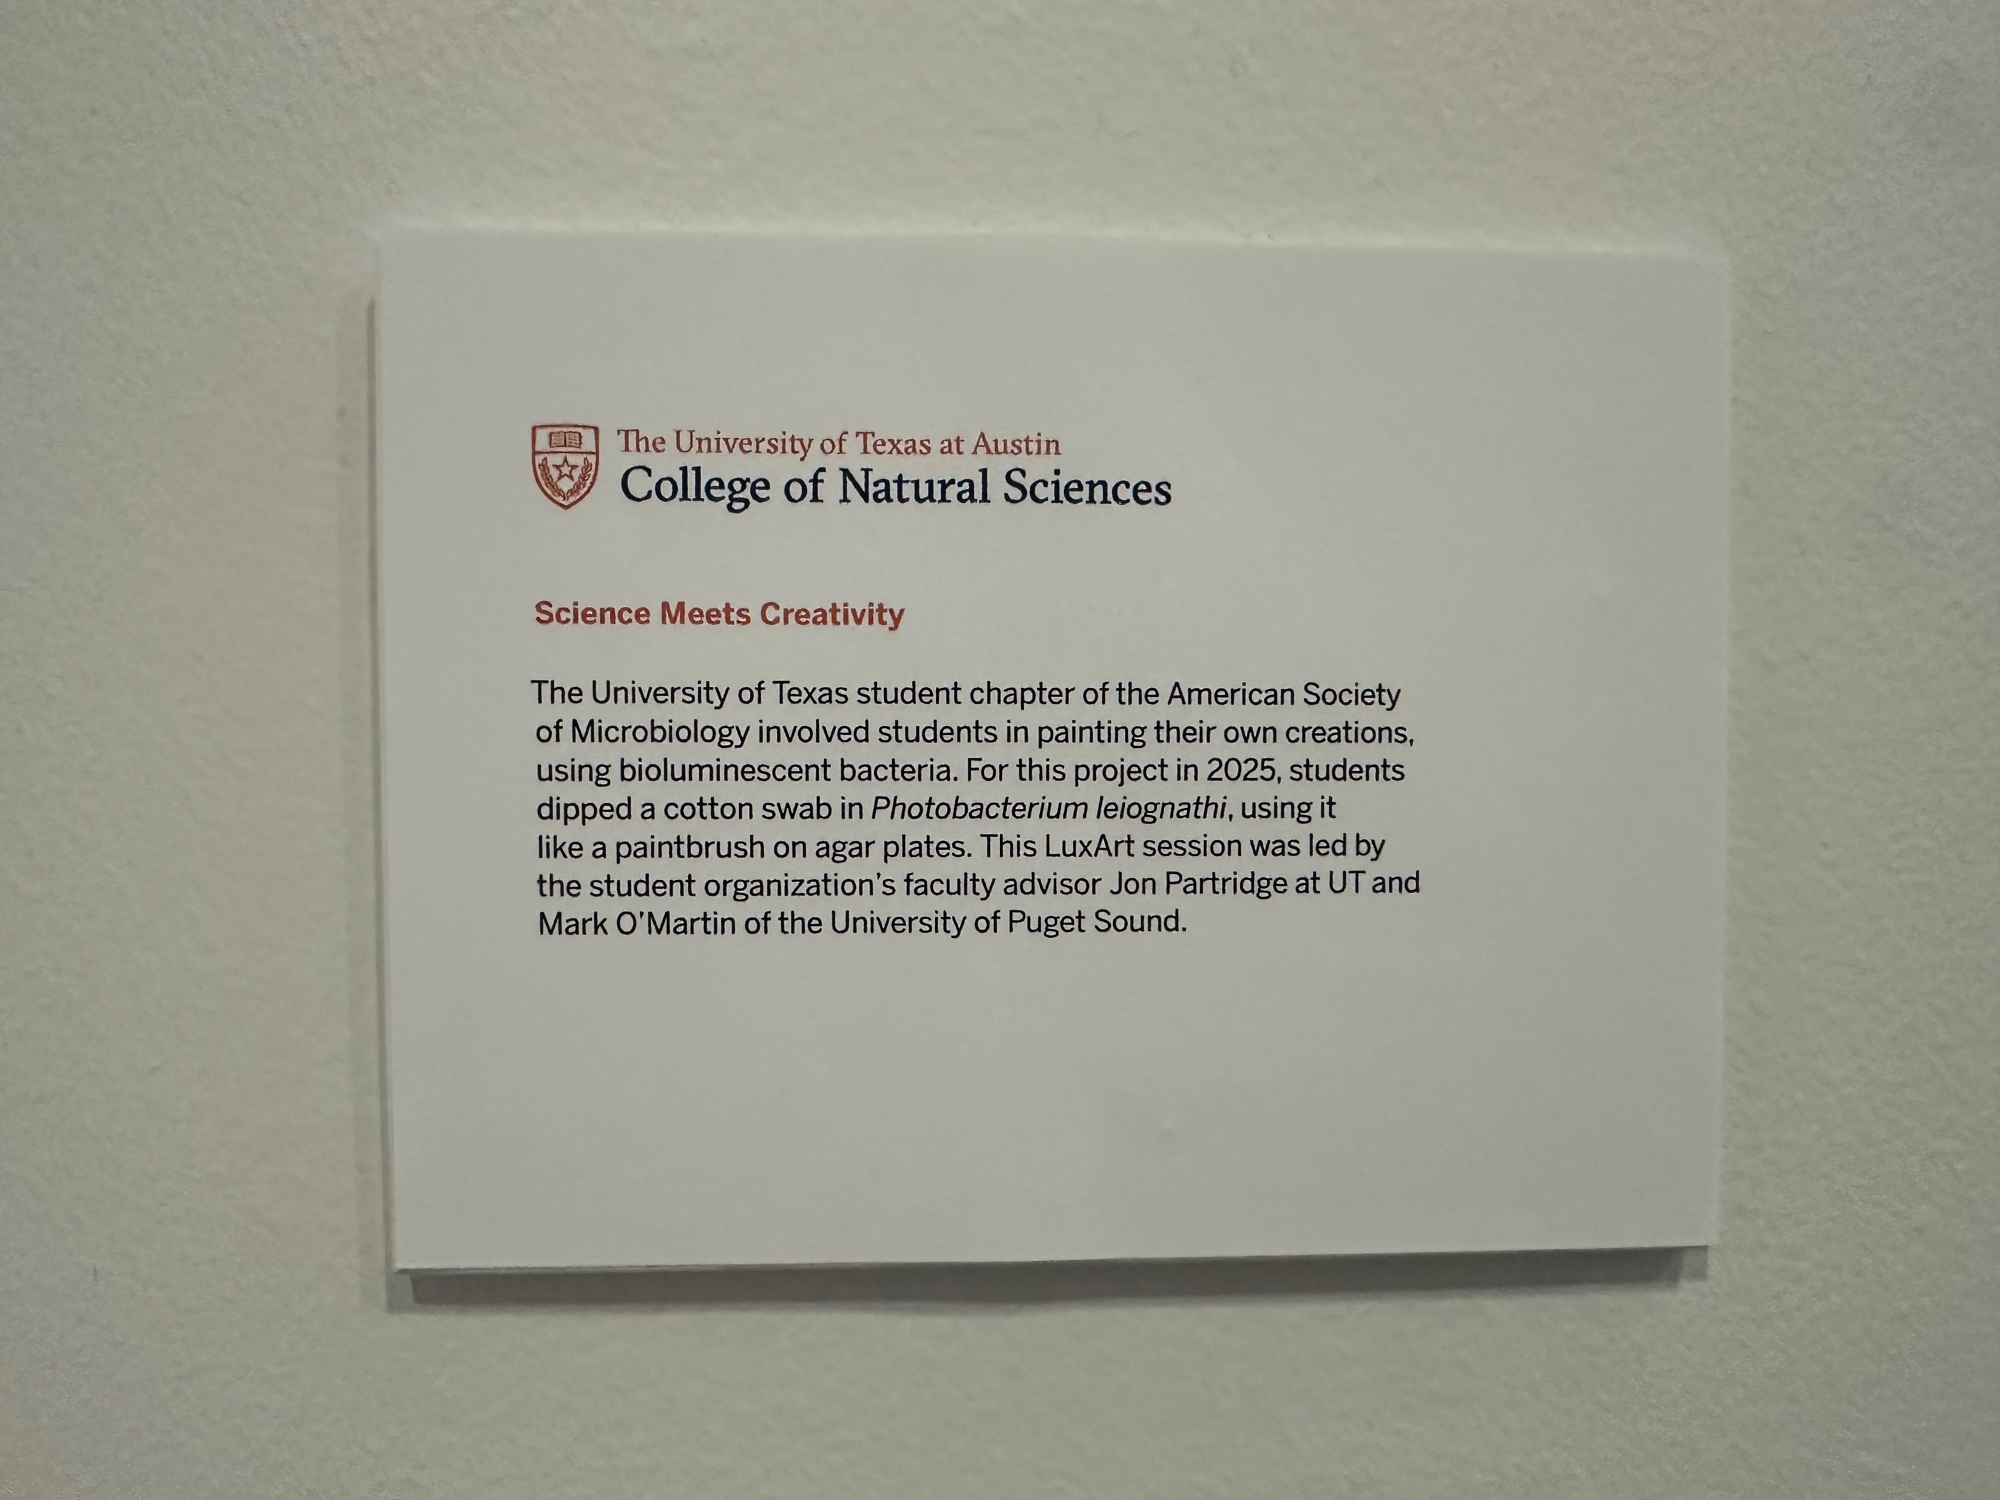 The University of Texas at Austin
College of Natural Sciences
Science Meets Creativity
The University of Texas student chapter of the American Society
of Microbiology involved students in painting their own creations,
using bioluminescent bacteria. For this project in 2025, students
dipped a cotton swab in Photobacterium leiognathi, using it
like a paintbrush on agar plates. This LuxArt session was led by
the student organization's faculty advisor Jon Partridge at UT and
Mark O'Martin of the University of Puget Sound.